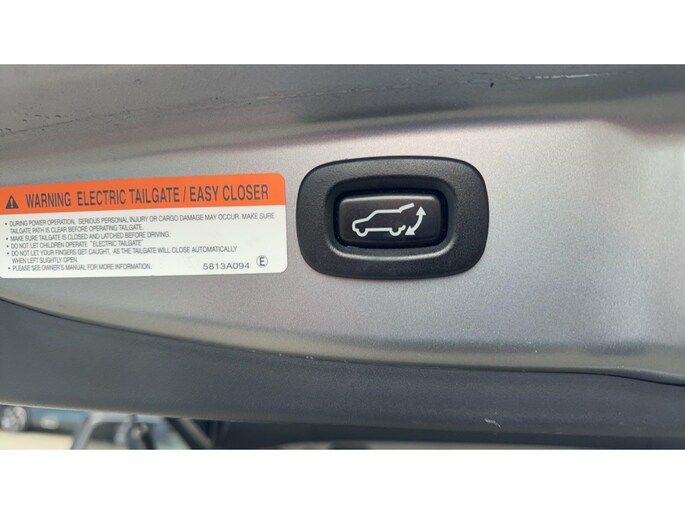 WARNING ELECTRIC TAILGATE / EASY CLOSER
• DURING POWER OPERATION, SERIOUS PERSONAL INJURY OR CARGO DAMAGE MAY OCCUR. MAKE SURE
TAILGATE PATH IS CLEAR BEFORE OPERATING TAILGATE.
• MAKE SURE TAILGATE IS CLOSED AND LATCHED BEFORE DRIVING.
• DO NOT LET CHILDREN OPERATE "ELECTRIC TAILGATE"
• DO NOT LET YOUR FINGERS GET CAUGHT, AS THE TAILGATE WILL CLOSE AUTOMATICALLY
WHEN LEFT SLIGHTLY OPEN.
• PLEASE SEE OWNER'S MANUAL FOR MORE INFORMATION. 5813A094 E